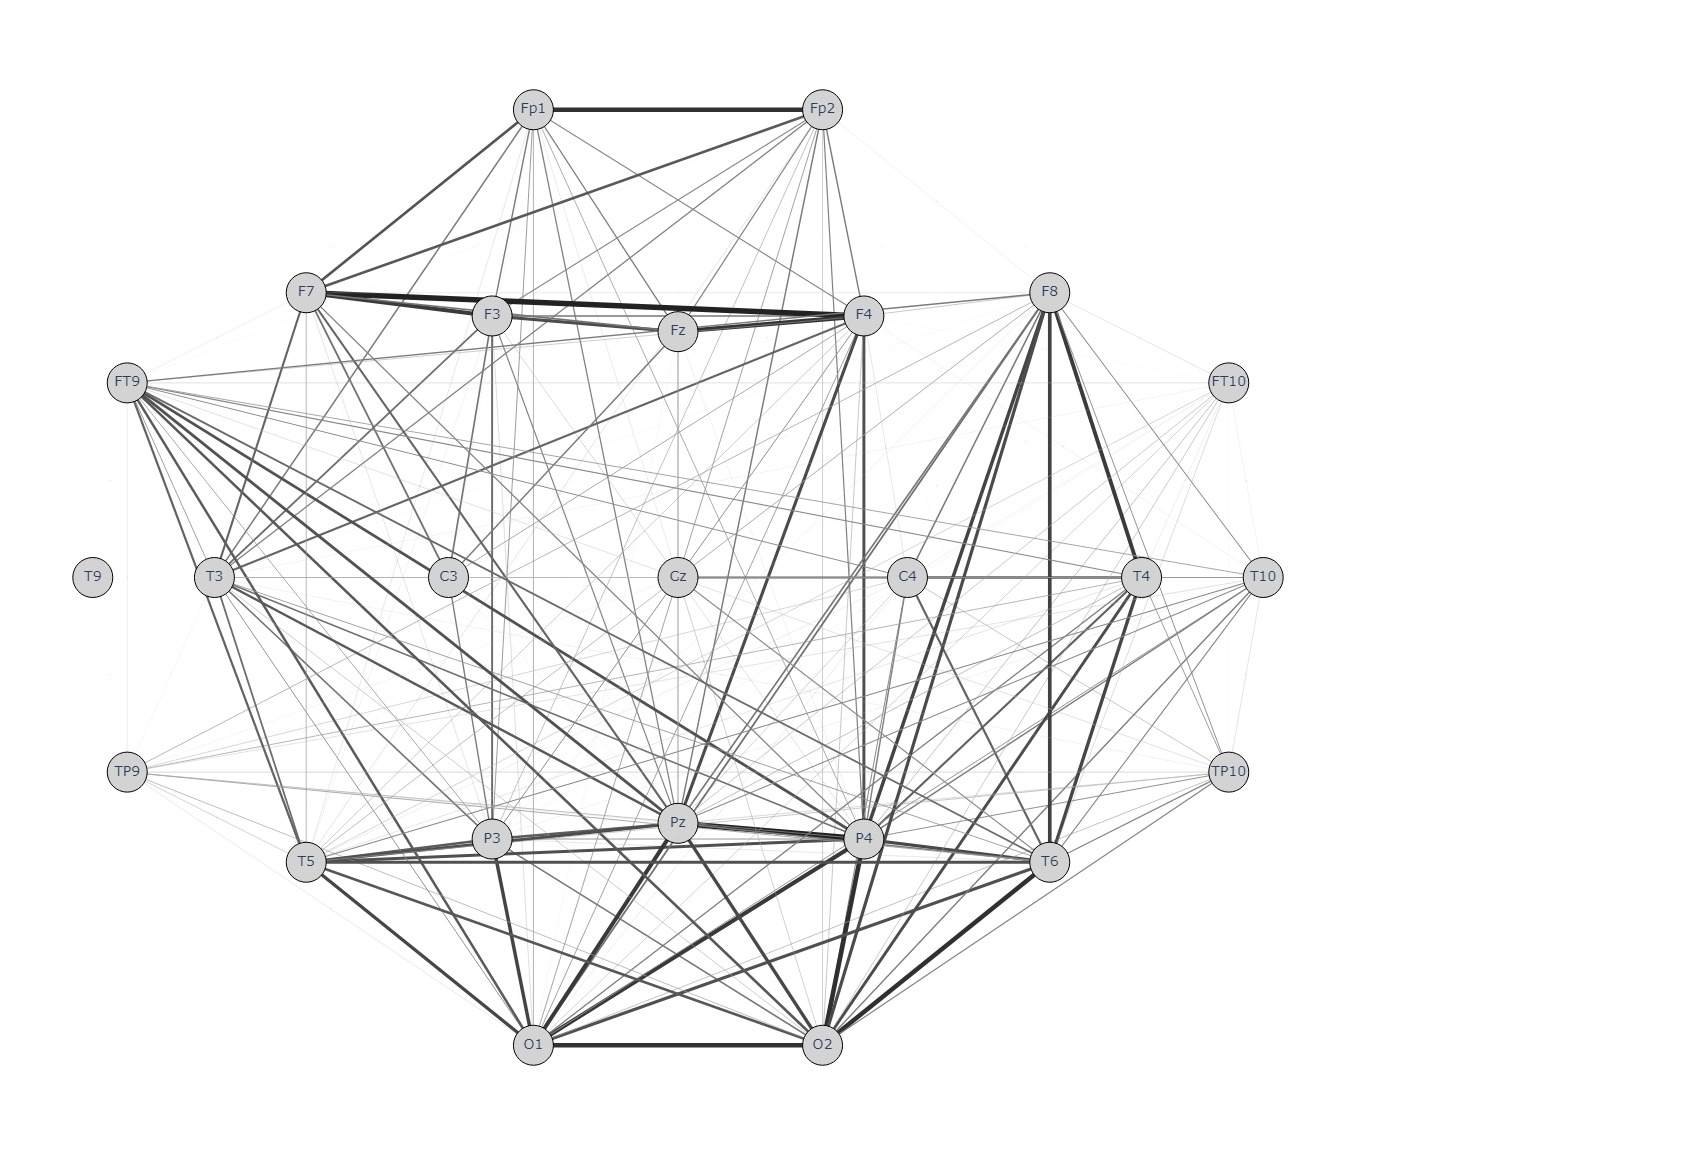 Fp1 Fp2
F7 F3 Fz F4 F8
FT9 FT10
T9 T3 C3 Cz C4 T4 T10
TP9 TP10
T5 P3 Pz P4 T6
O1 O2